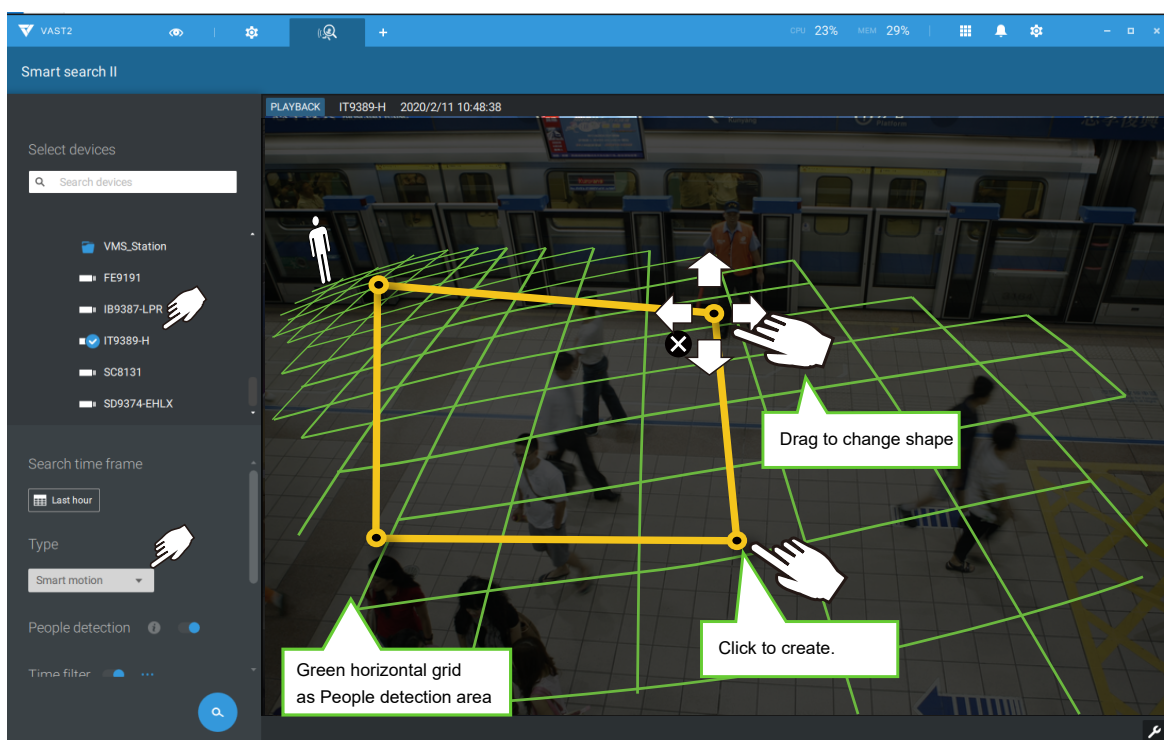 VAST2
CPU 23% MEM 29%
Smart search II
PLAYBACK IT9389-H 2020/2/11 10:48:38
Select devices
Search devices
VMS_Station
FE9191
IB9387-LPR
IT9389-H
SC8131
SD9374-EHLX
Search time frame
Last hour
Type
Smart motion
People detection
Time filter
Drag to change shape
Click to create.
Green horizontal grid
as People detection area